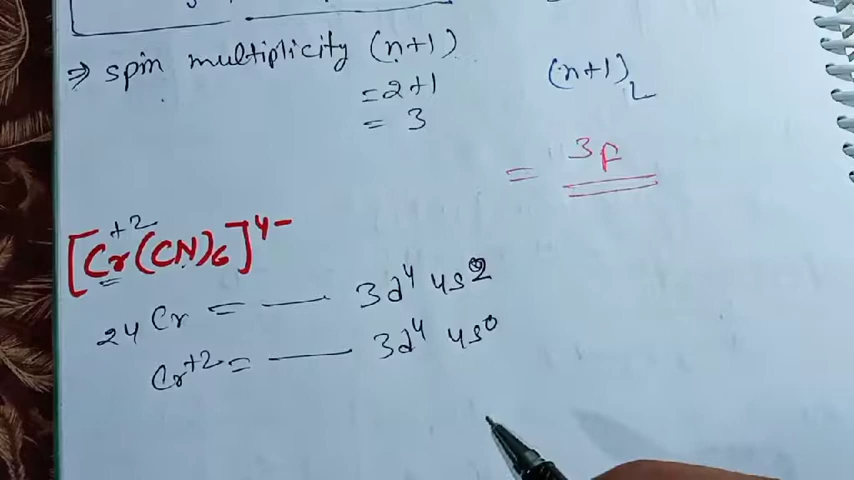 ⇒ spin multiplicity (n+1)
= 2+1
= 3
(n+1)L
= ³F
[Cr(CN)6]⁴⁻
+2
24Cr = — 3d⁴ 4s²
Cr⁺² = — 3d⁴ 4s⁰